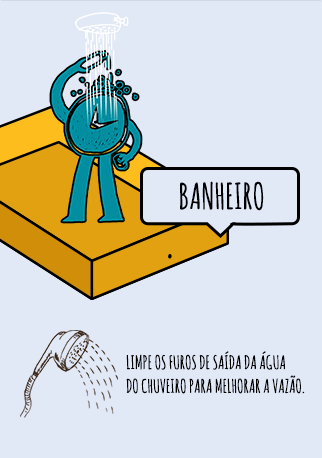 BANHEIRO
LIMPE OS FUROS DE SAÍDA DA ÁGUA
DO CHUVEIRO PARA MELHORAR A VAZÃO.